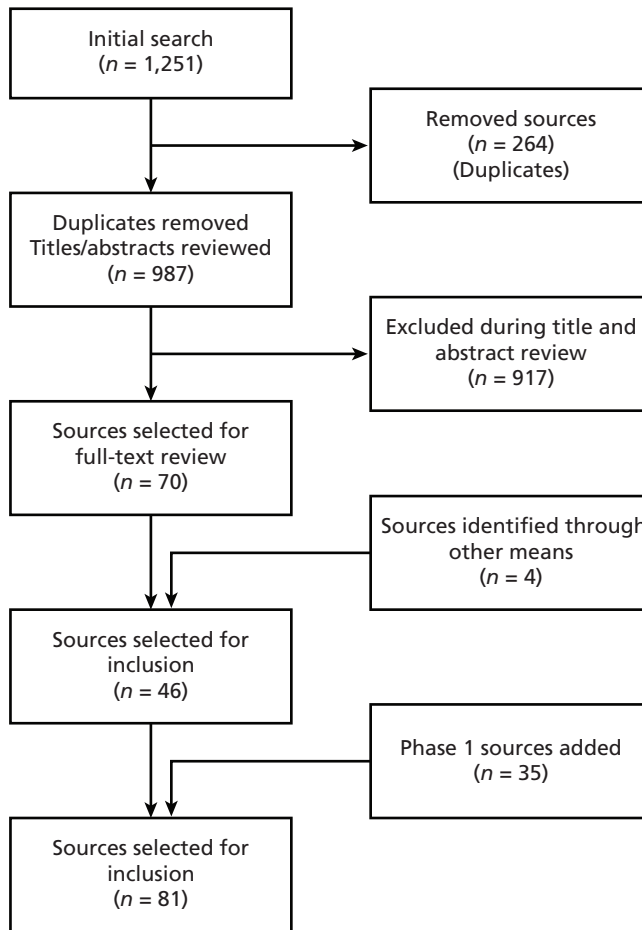 Initial search
(n = 1,251)
Removed sources
(n = 264)
(Duplicates)
Duplicates removed
Titles/abstracts reviewed
(n = 987)
Excluded during title and
abstract review
(n = 917)
Sources selected for
full-text review
(n = 70)
Sources identified through
other means
(n = 4)
Sources selected for
inclusion
(n = 46)
Phase 1 sources added
(n = 35)
Sources selected for
inclusion
(n = 81)